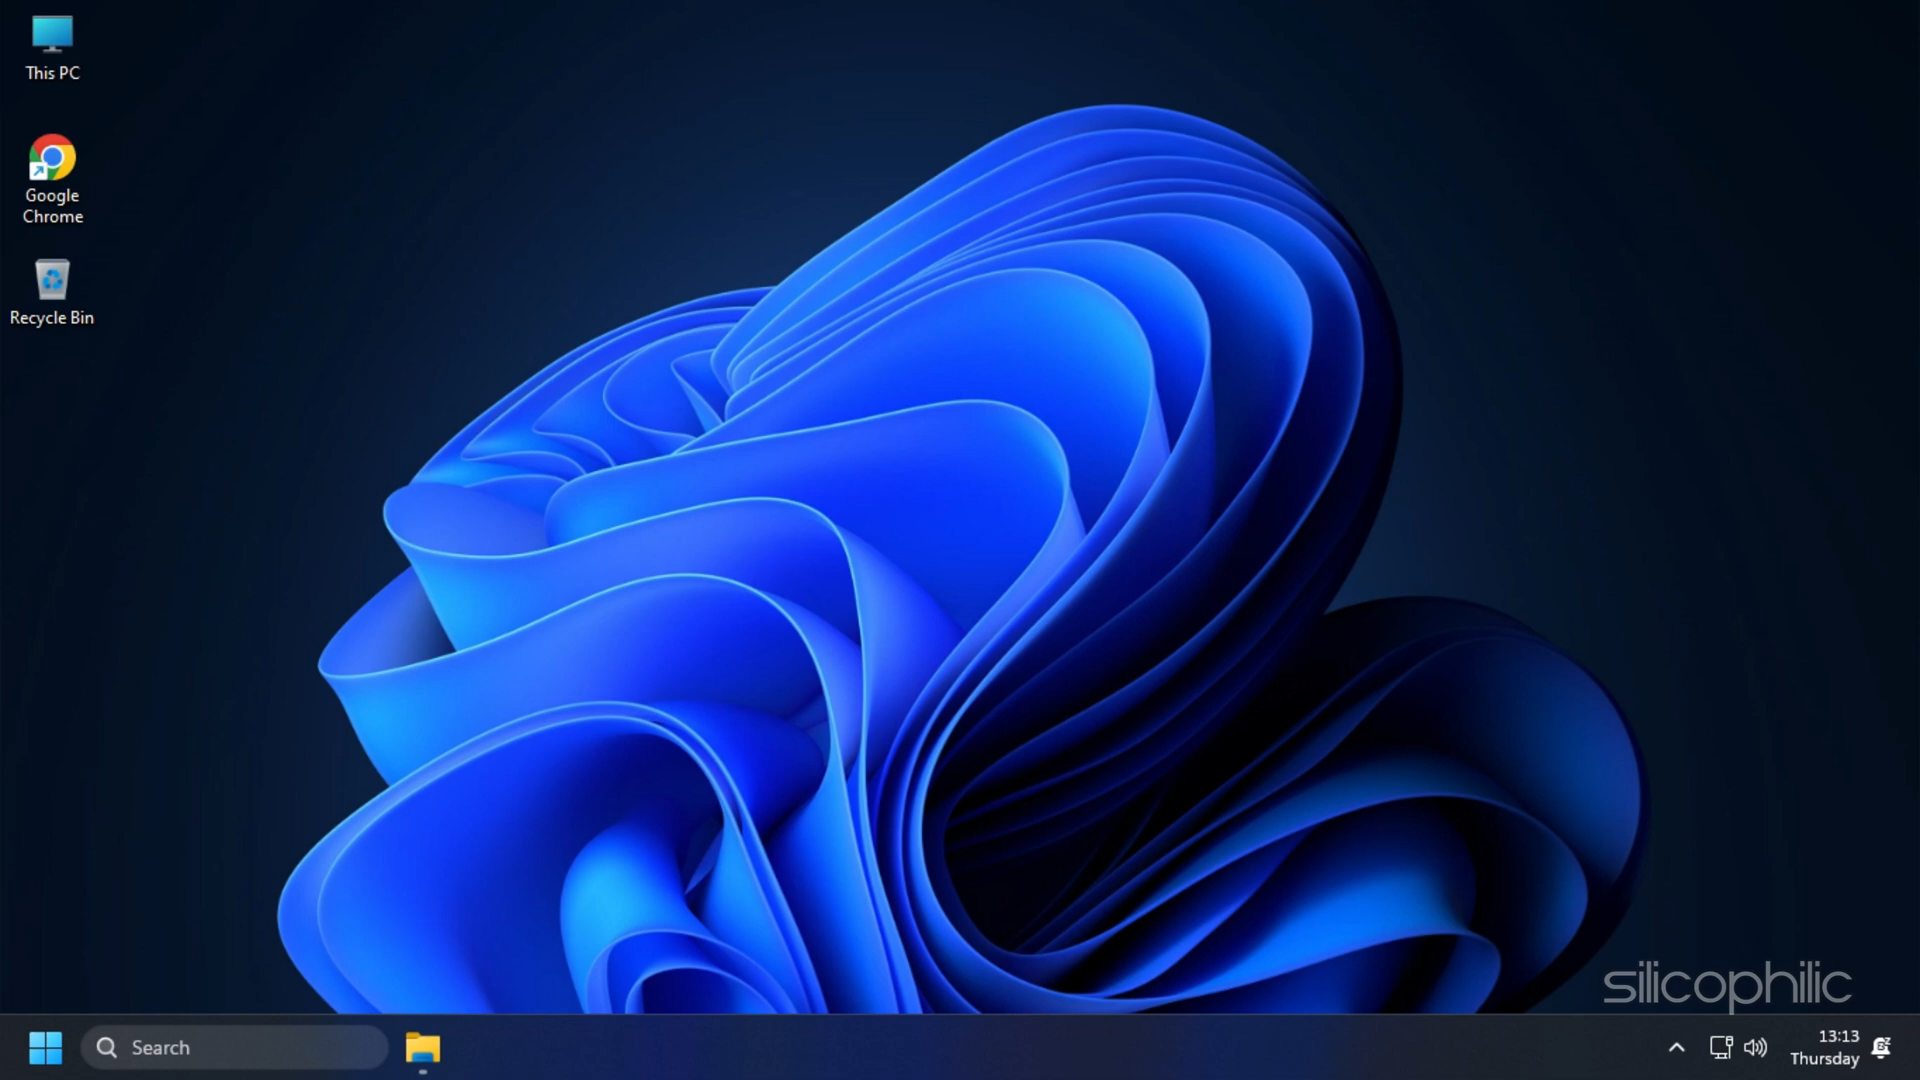 This PC
Google
Chrome
Recycle Bin
silicophilic
Search
13:13
Thursday